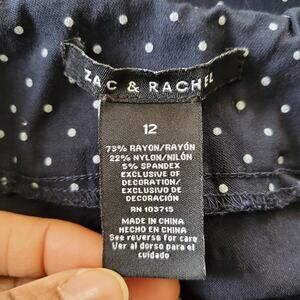 ZAC & RACHEL
12
73% RAYON/RAYÓN
22% NYLON/NILÓN
5% SPANDEX
EXCLUSIVE OF
DECORATION/
EXCLUSIVO DE
DECORACIÓN
RN 103715
MADE IN CHINA
HECHO EN CHINA
See reverse for care
Ver al dorso para el
cuidado